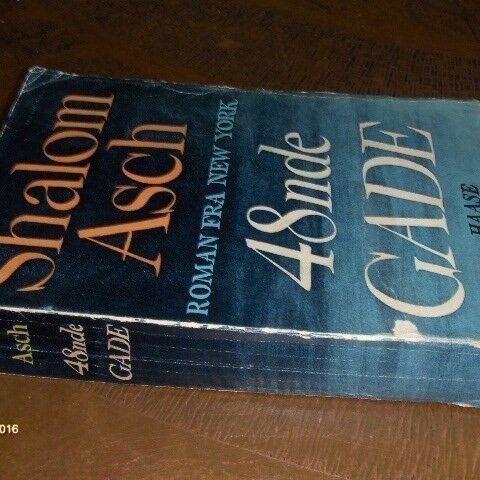 Shalom
Asch
ROMAN FRA NEW YORK
48nde
GADE
HAASE
Asch
48nde
GADE
016